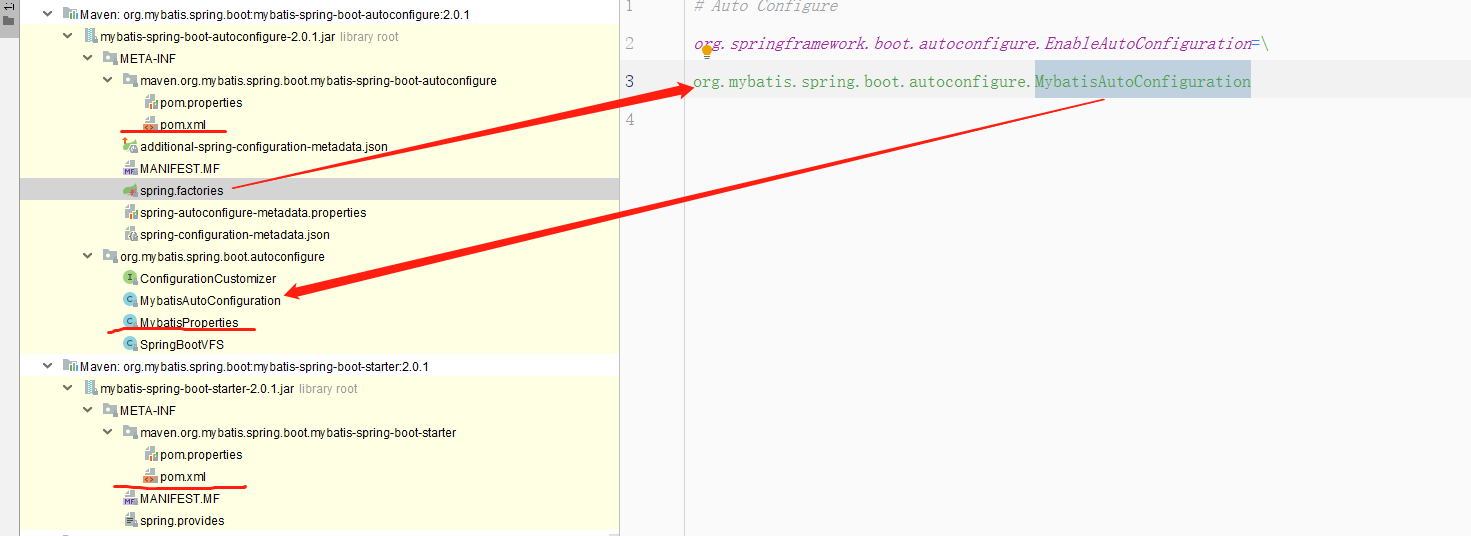 Maven: org.mybatis.spring.boot:mybatis-spring-boot-autoconfigure:2.0.1
mybatis-spring-boot-autoconfigure-2.0.1.jar library root
META-INF
maven.org.mybatis.spring.boot.mybatis-spring-boot-autoconfigure
pom.properties
pom.xml
additional-spring-configuration-metadata.json
MANIFEST.MF
spring.factories
spring-autoconfigure-metadata.properties
spring-configuration-metadata.json
org.mybatis.spring.boot.autoconfigure
ConfigurationCustomizer
MybatisAutoConfiguration
MybatisProperties
SpringBootVFS
Maven: org.mybatis.spring.boot:mybatis-spring-boot-starter:2.0.1
mybatis-spring-boot-starter-2.0.1.jar library root
META-INF
maven.org.mybatis.spring.boot.mybatis-spring-boot-starter
pom.properties
pom.xml
MANIFEST.MF
spring.provides
1 # Auto Configure
2 org.springframework.boot.autoconfigure.EnableAutoConfiguration=\
3 org.mybatis.spring.boot.autoconfigure.MybatisAutoConfiguration
4